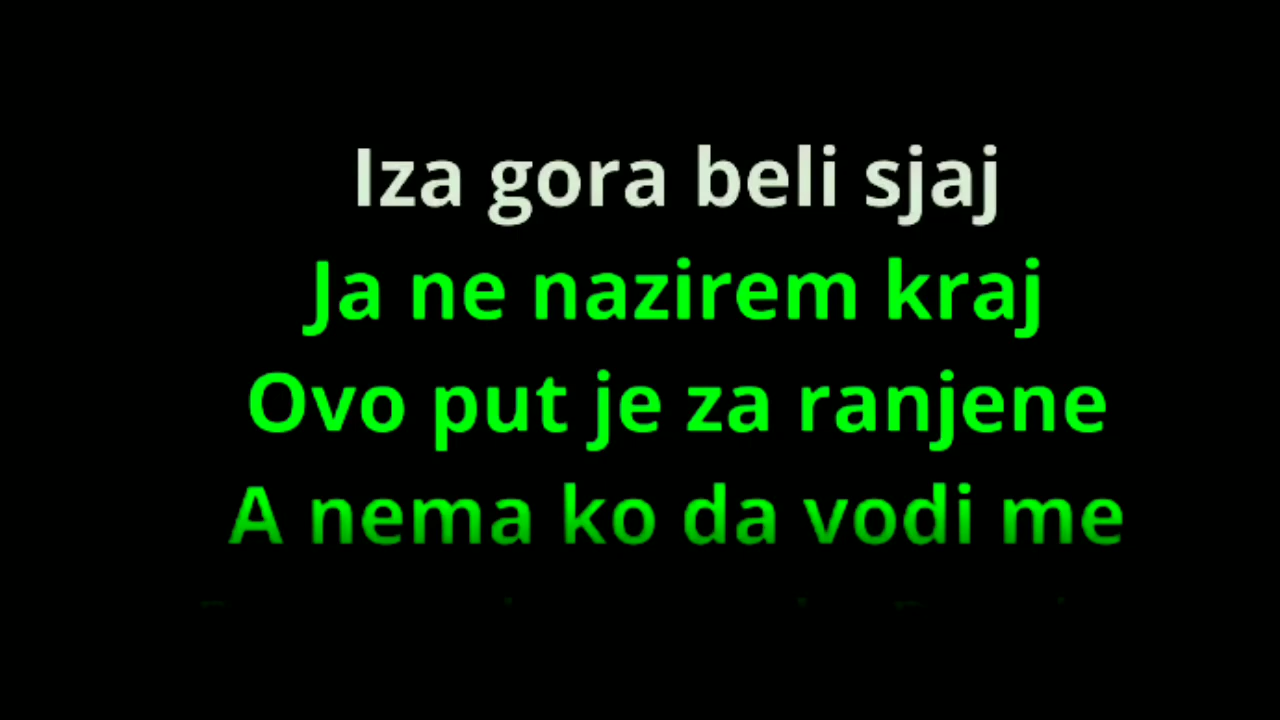 Iza gora beli sjaj
Ja ne nazirem kraj
Ovo put je za ranjene
A nema ko da vodi me